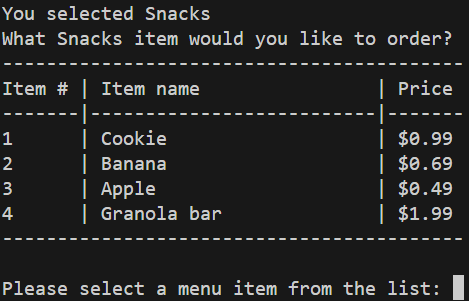 You selected Snacks
What Snacks item would you like to order?
------------------------------------------
Item # | Item name                | Price
-------|--------------------------|-------
1      | Cookie                   | $0.99
2      | Banana                   | $0.69
3      | Apple                    | $0.49
4      | Granola bar              | $1.99
------------------------------------------
Please select a menu item from the list: